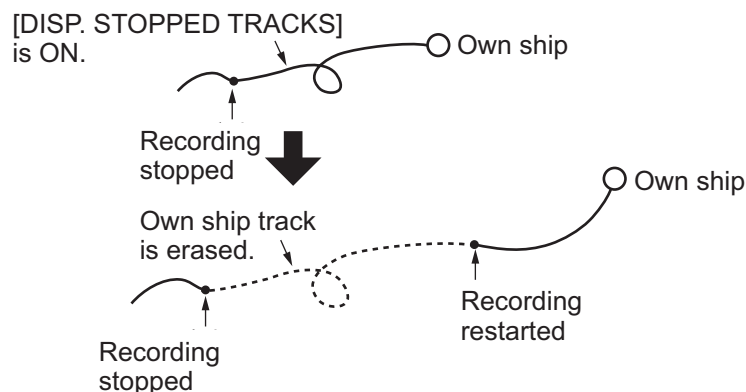 [DISP. STOPPED TRACKS]
is ON.
Own ship
Recording
stopped
Own ship
Own ship track
is erased.
Recording
restarted
Recording
stopped